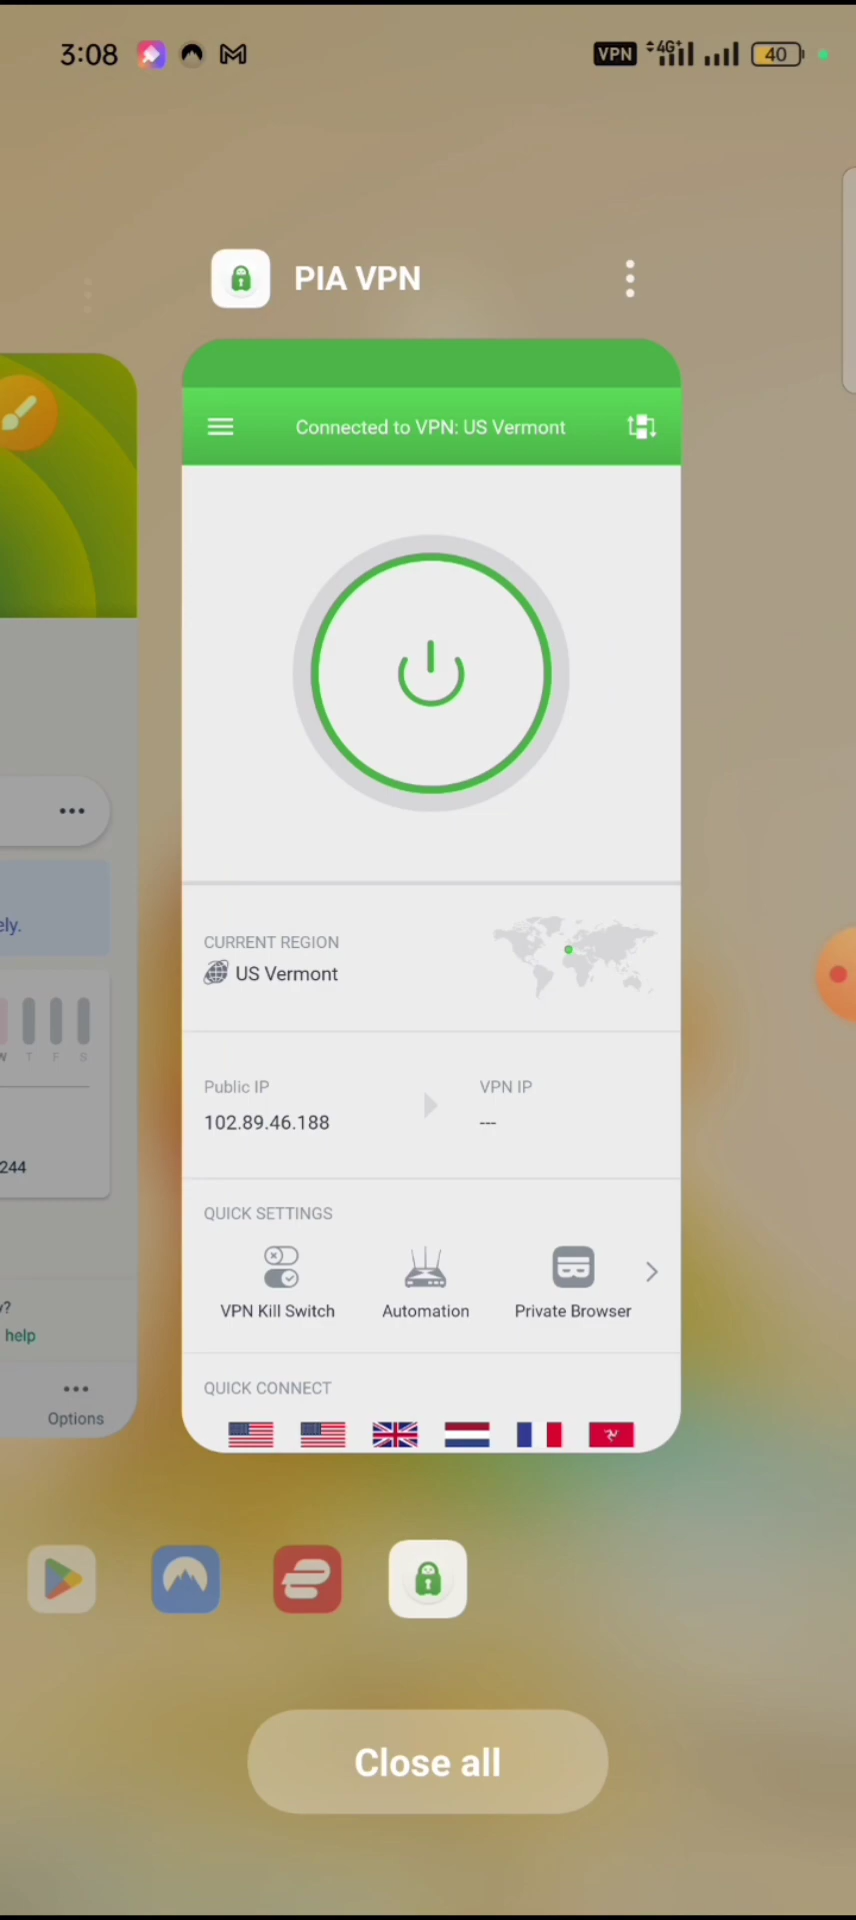 3:08
VPN 4G+ 40
PIA VPN
Connected to VPN: US Vermont
ely.
CURRENT REGION
US Vermont
W T F S
Public IP
VPN IP
102.89.46.188
---
244
QUICK SETTINGS
VPN Kill Switch
Automation
Private Browser
y?
help
QUICK CONNECT
Options
Close all